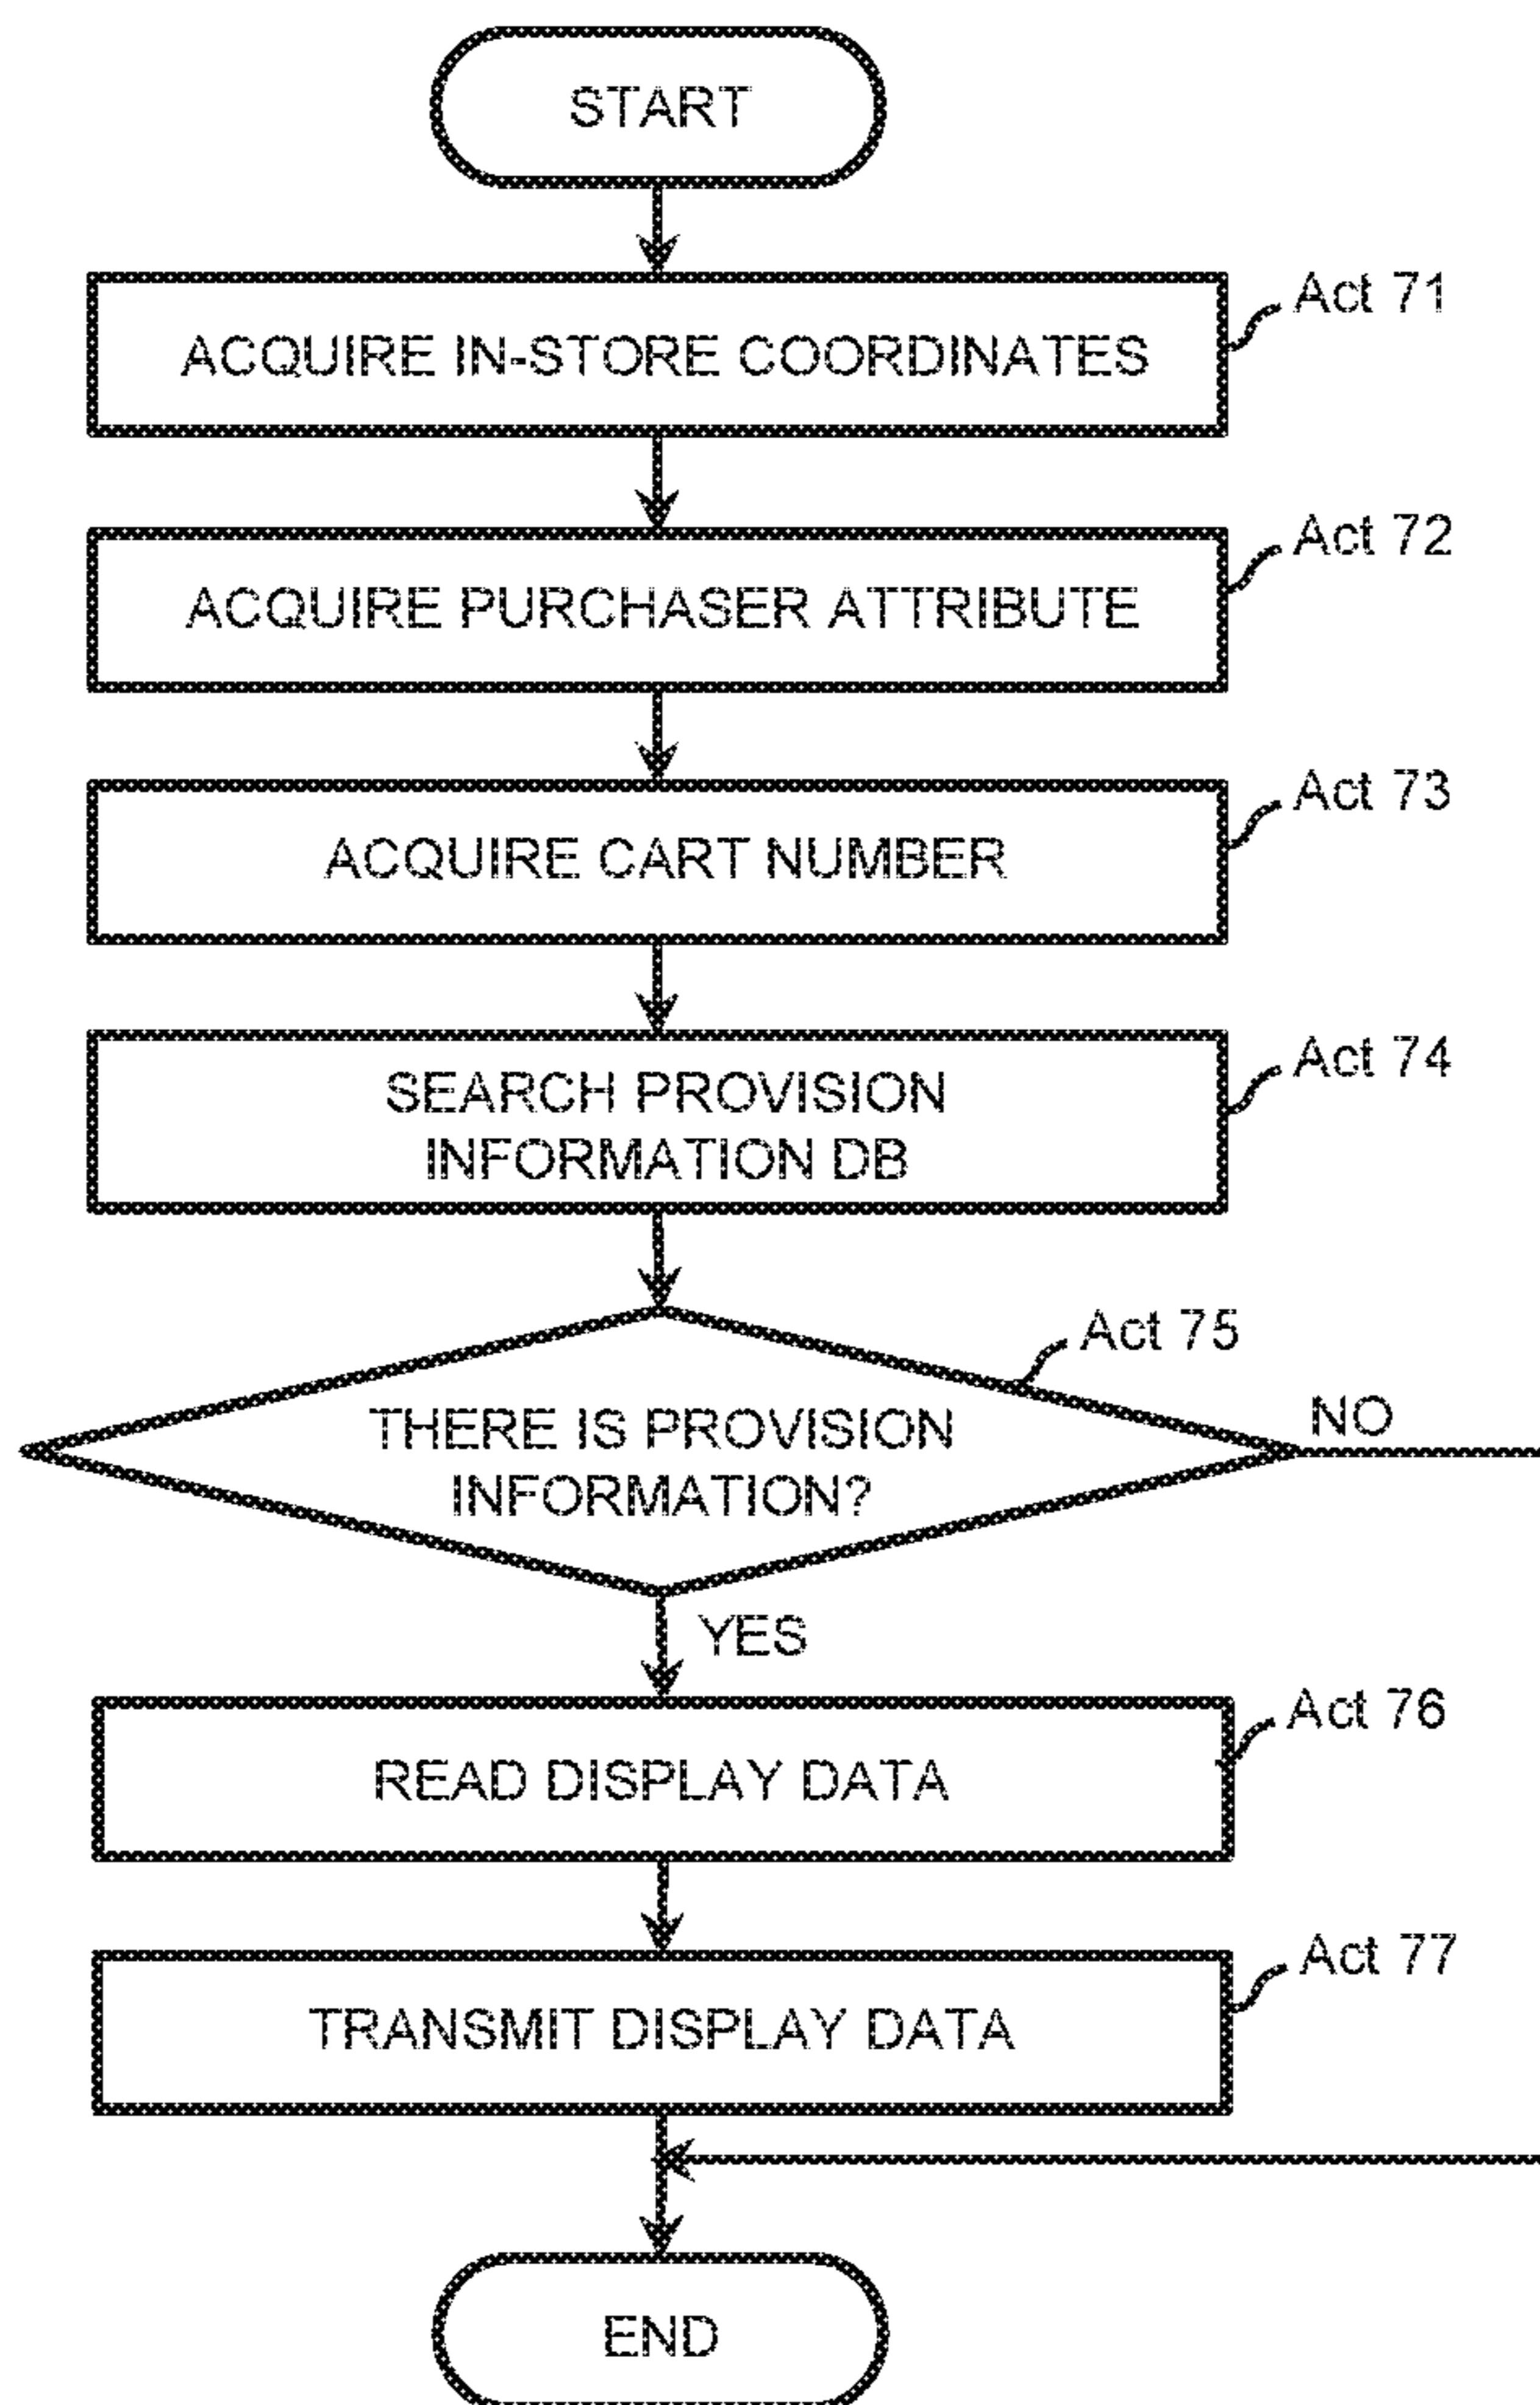 START
Act 71
ACQUIRE IN-STORE COORDINATES
Act 72
ACQUIRE PURCHASER ATTRIBUTE
Act 73
ACQUIRE CART NUMBER
Act 74
SEARCH PROVISION
INFORMATION DB
Act 75
THERE IS PROVISION
INFORMATION?
NO
YES
Act 76
READ DISPLAY DATA
Act 77
TRANSMIT DISPLAY DATA
END